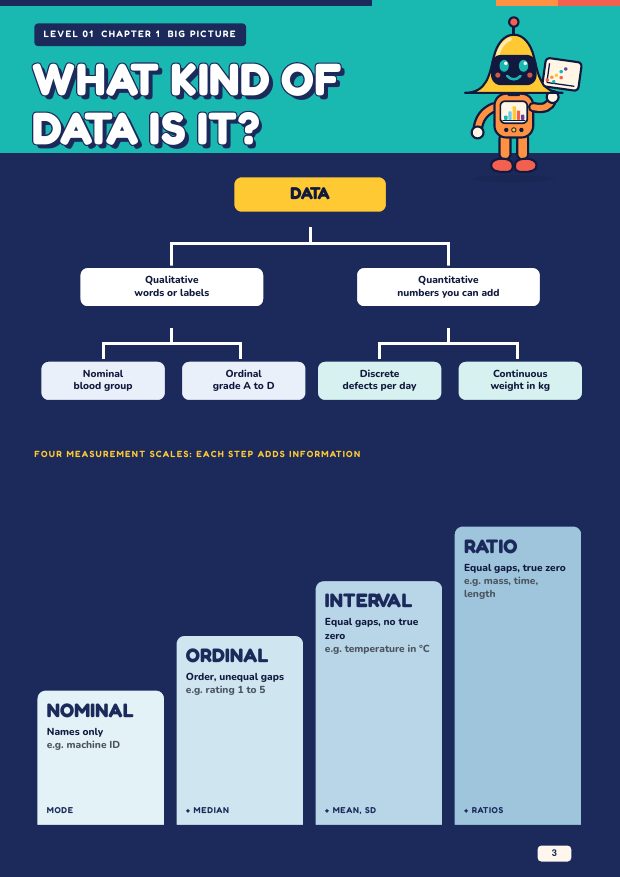 LEVEL 01 CHAPTER 1 BIG PICTURE
WHAT KIND OF
DATA IS IT?
DATA
Qualitative
words or labels
Quantitative
numbers you can add
Nominal
blood group
Ordinal
grade A to D
Discrete
defects per day
Continuous
weight in kg
FOUR MEASUREMENT SCALES: EACH STEP ADDS INFORMATION
NOMINAL
Names only
e.g. machine ID
MODE
ORDINAL
Order, unequal gaps
e.g. rating 1 to 5
+ MEDIAN
INTERVAL
Equal gaps, no true
zero
e.g. temperature in °C
+ MEAN, SD
RATIO
Equal gaps, true zero
e.g. mass, time,
length
+ RATIOS
3